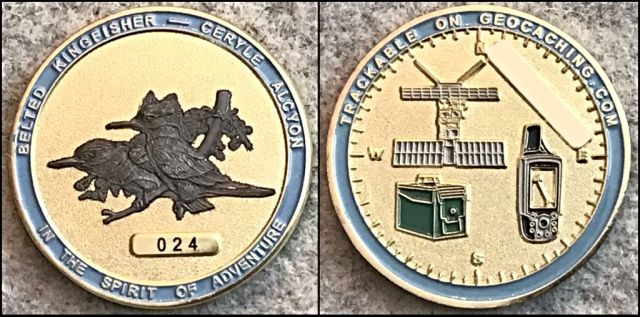 BELTED KINGFISHER — CERYLE ALCYON
024
IN THE SPIRIT OF ADVENTURE
TRACKABLE ON GEOCACHING.COM
W
E
S